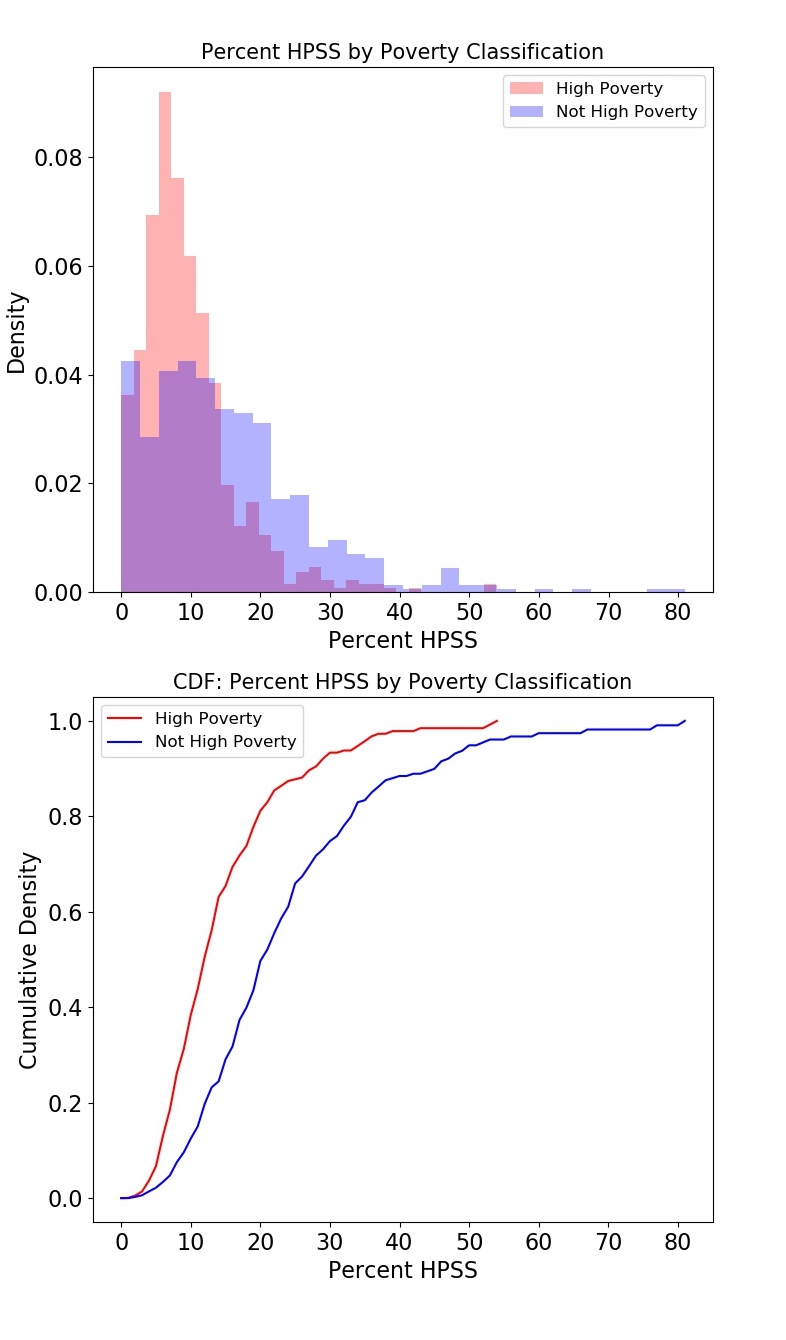 Percent HPSS by Poverty Classification
High Poverty
Not High Poverty
0.08
0.06
0.04
0.02
0.00
Density
0 10 20 30 40 50 60 70 80
Percent HPSS
CDF: Percent HPSS by Poverty Classification
High Poverty
Not High Poverty
1.0
0.8
0.6
0.4
0.2
0.0
Cumulative Density
0 10 20 30 40 50 60 70 80
Percent HPSS